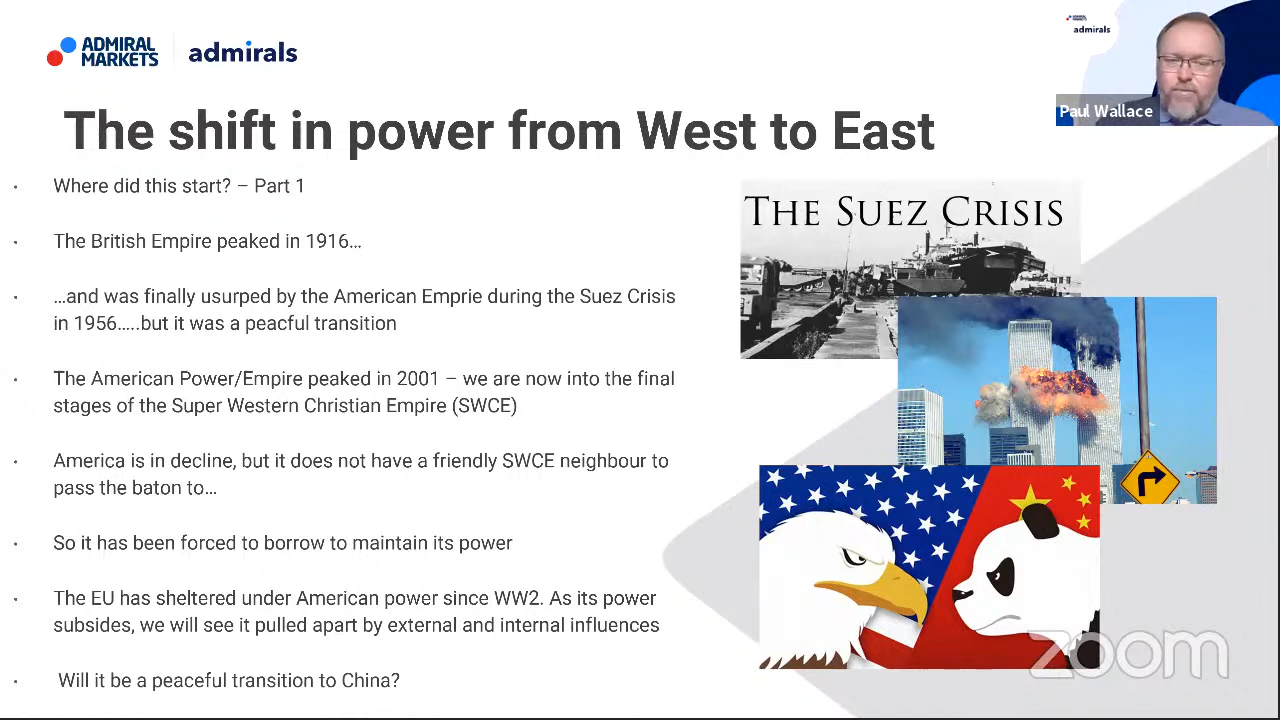 ADMIRAL
MARKETS
admirals
admirals
Paul Wallace
The shift in power from West to East
Where did this start? – Part 1
The British Empire peaked in 1916…
…and was finally usurped by the American Emprie during the Suez Crisis
in 1956…..but it was a peacful transition
The American Power/Empire peaked in 2001 – we are now into the final
stages of the Super Western Christian Empire (SWCE)
America is in decline, but it does not have a friendly SWCE neighbour to
pass the baton to…
So it has been forced to borrow to maintain its power
The EU has sheltered under American power since WW2. As its power
subsides, we will see it pulled apart by external and internal influences
Will it be a peaceful transition to China?
THE SUEZ CRISIS
zoom